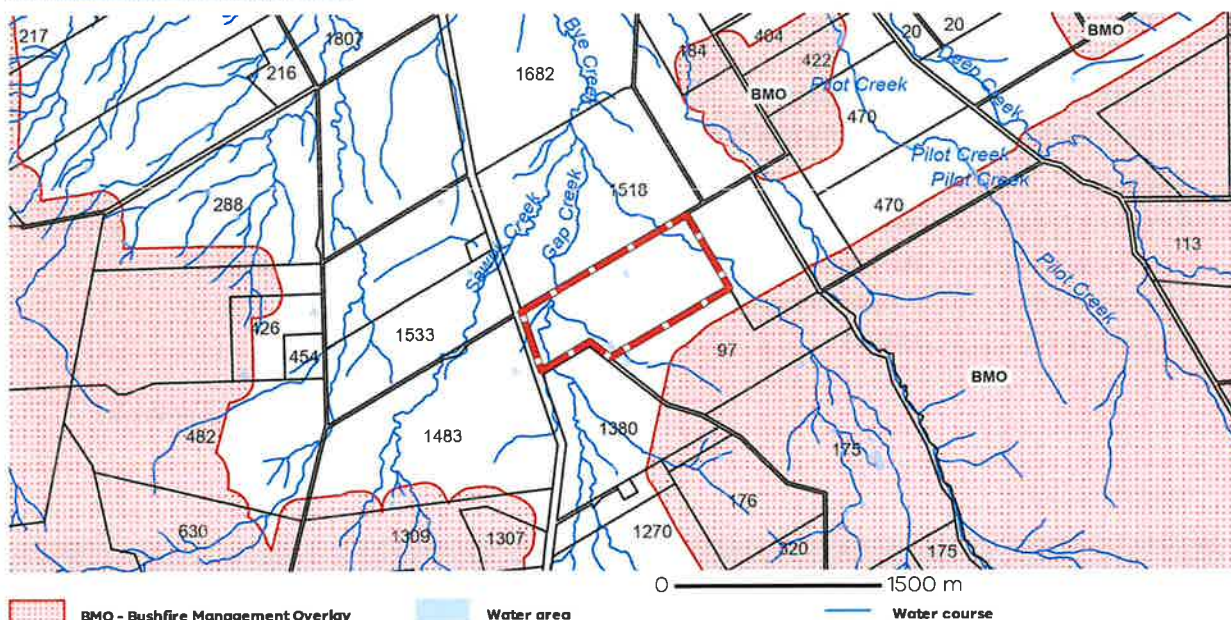 217
1807
216
1682
Bye Creek
184
404
422
BMO
BMO
20
20
Deep Creek
Pilot Creek
470
Pilot Creek
Pilot Creek
470
113
Pilot Creek
288
Gap Creek
1518
426
454
1533
97
BMO
482
1483
1380
175
176
630
1309
1307
1270
320
175
0 1500 m
BMO - Bushfire Management Overlay Water area Water course